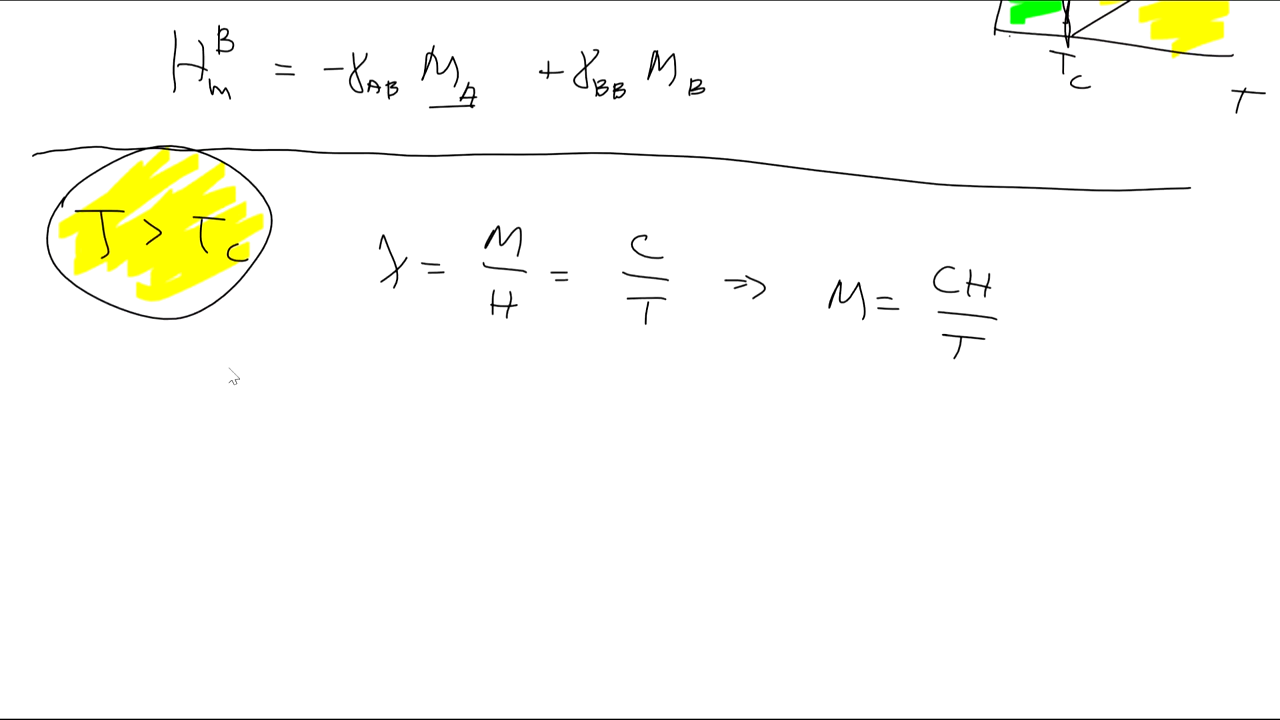 H_m^B = -γ_AB M_A + γ_BB M_B
T_C
T
T > T_C
χ = M/H = C/T ⇒ M = CH/T